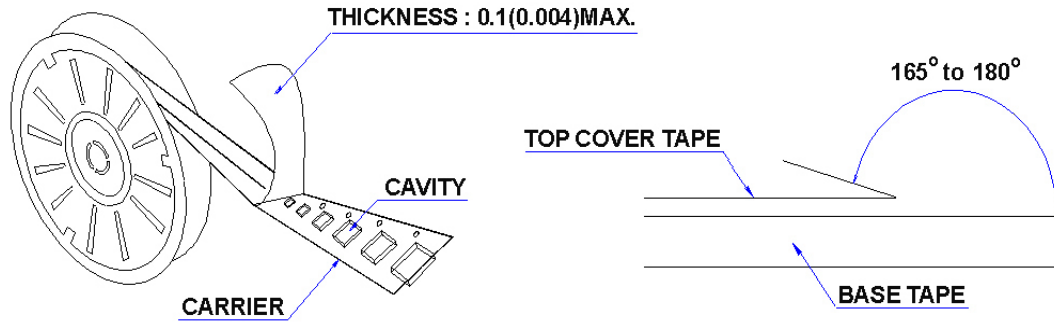 THICKNESS : 0.1(0.004)MAX.
165° to 180°
TOP COVER TAPE
CAVITY
CARRIER
BASE TAPE